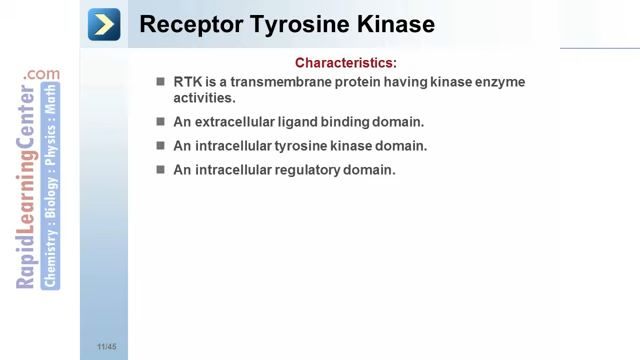 Receptor Tyrosine Kinase
Characteristics:
RTK is a transmembrane protein having kinase enzyme
activities.
An extracellular ligand binding domain.
An intracellular tyrosine kinase domain.
An intracellular regulatory domain.
RapidLearningCenter.com
Chemistry : Biology : Physics : Math
11/45